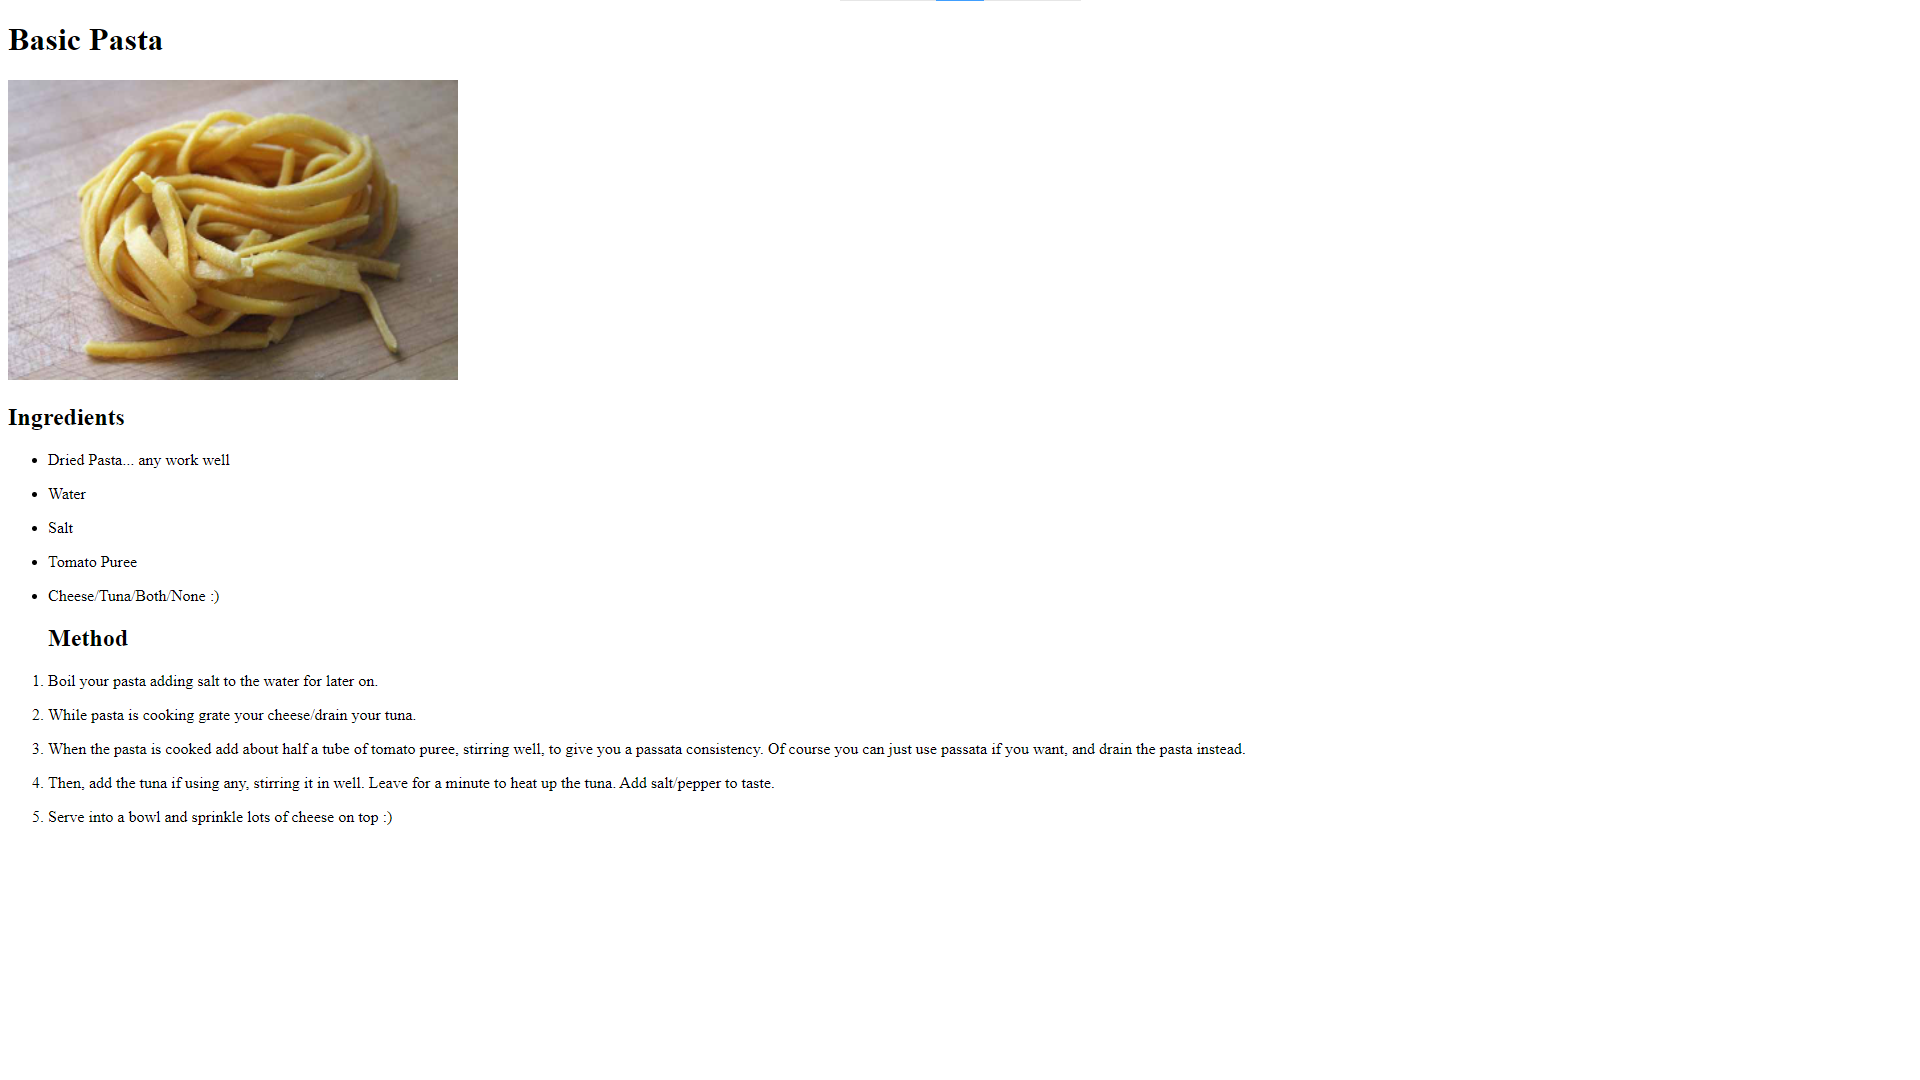 Basic Pasta
Ingredients
• Dried Pasta... any work well
• Water
• Salt
• Tomato Puree
• Cheese/Tuna/Both/None :)
Method
1. Boil your pasta adding salt to the water for later on.
2. While pasta is cooking grate your cheese/drain your tuna.
3. When the pasta is cooked add about half a tube of tomato puree, stirring well, to give you a passata consistency. Of course you can just use passata if you want, and drain the pasta instead.
4. Then, add the tuna if using any, stirring it in well. Leave for a minute to heat up the tuna. Add salt/pepper to taste.
5. Serve into a bowl and sprinkle lots of cheese on top :)